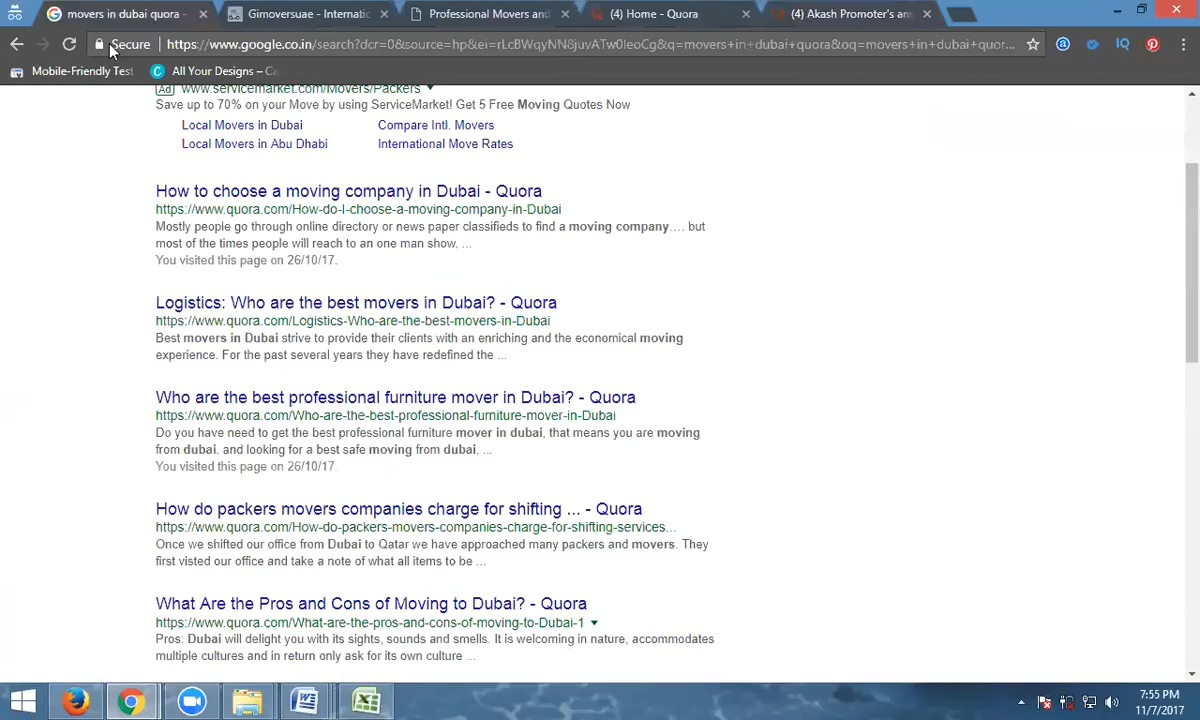 movers in dubai quora -
Gimoversuae - Internatic
Professional Movers and
(4) Home - Quora
(4) Akash Promoter's an
Secure
https://www.google.co.in/search?dcr=0&source=hp&ei=rLcBWqyNN8juvATw0IeoCg&q=movers+in+dubai+quora&oq=movers+in+dubai+quor...
IQ
Mobile-Friendly Test
All Your Designs – Ca
Ad www.servicemarket.com/Movers/Packers
Save up to 70% on your Move by using ServiceMarket! Get 5 Free Moving Quotes Now
Local Movers in Dubai
Compare Intl. Movers
Local Movers in Abu Dhabi
International Move Rates
How to choose a moving company in Dubai - Quora
https://www.quora.com/How-do-I-choose-a-moving-company-in-Dubai
Mostly people go through online directory or news paper classifieds to find a moving company.... but
most of the times people will reach to an one man show, ...
You visited this page on 26/10/17.
Logistics: Who are the best movers in Dubai? - Quora
https://www.quora.com/Logistics-Who-are-the-best-movers-in-Dubai
Best movers in Dubai strive to provide their clients with an enriching and the economical moving
experience. For the past several years they have redefined the ...
Who are the best professional furniture mover in Dubai? - Quora
https://www.quora.com/Who-are-the-best-professional-furniture-mover-in-Dubai
Do you have need to get the best professional furniture mover in dubai, that means you are moving
from dubai. and looking for a best safe moving from dubai, ...
You visited this page on 26/10/17.
How do packers movers companies charge for shifting ... - Quora
https://www.quora.com/How-do-packers-movers-companies-charge-for-shifting-services...
Once we shifted our office from Dubai to Qatar we have approached many packers and movers. They
first visted our office and take a note of what all items to be ...
What Are the Pros and Cons of Moving to Dubai? - Quora
https://www.quora.com/What-are-the-pros-and-cons-of-moving-to-Dubai-1
Pros: Dubai will delight you with its sights, sounds and smells. It is welcoming in nature, accommodates
multiple cultures and in return only ask for its own culture ...
7:55 PM
11/7/2017